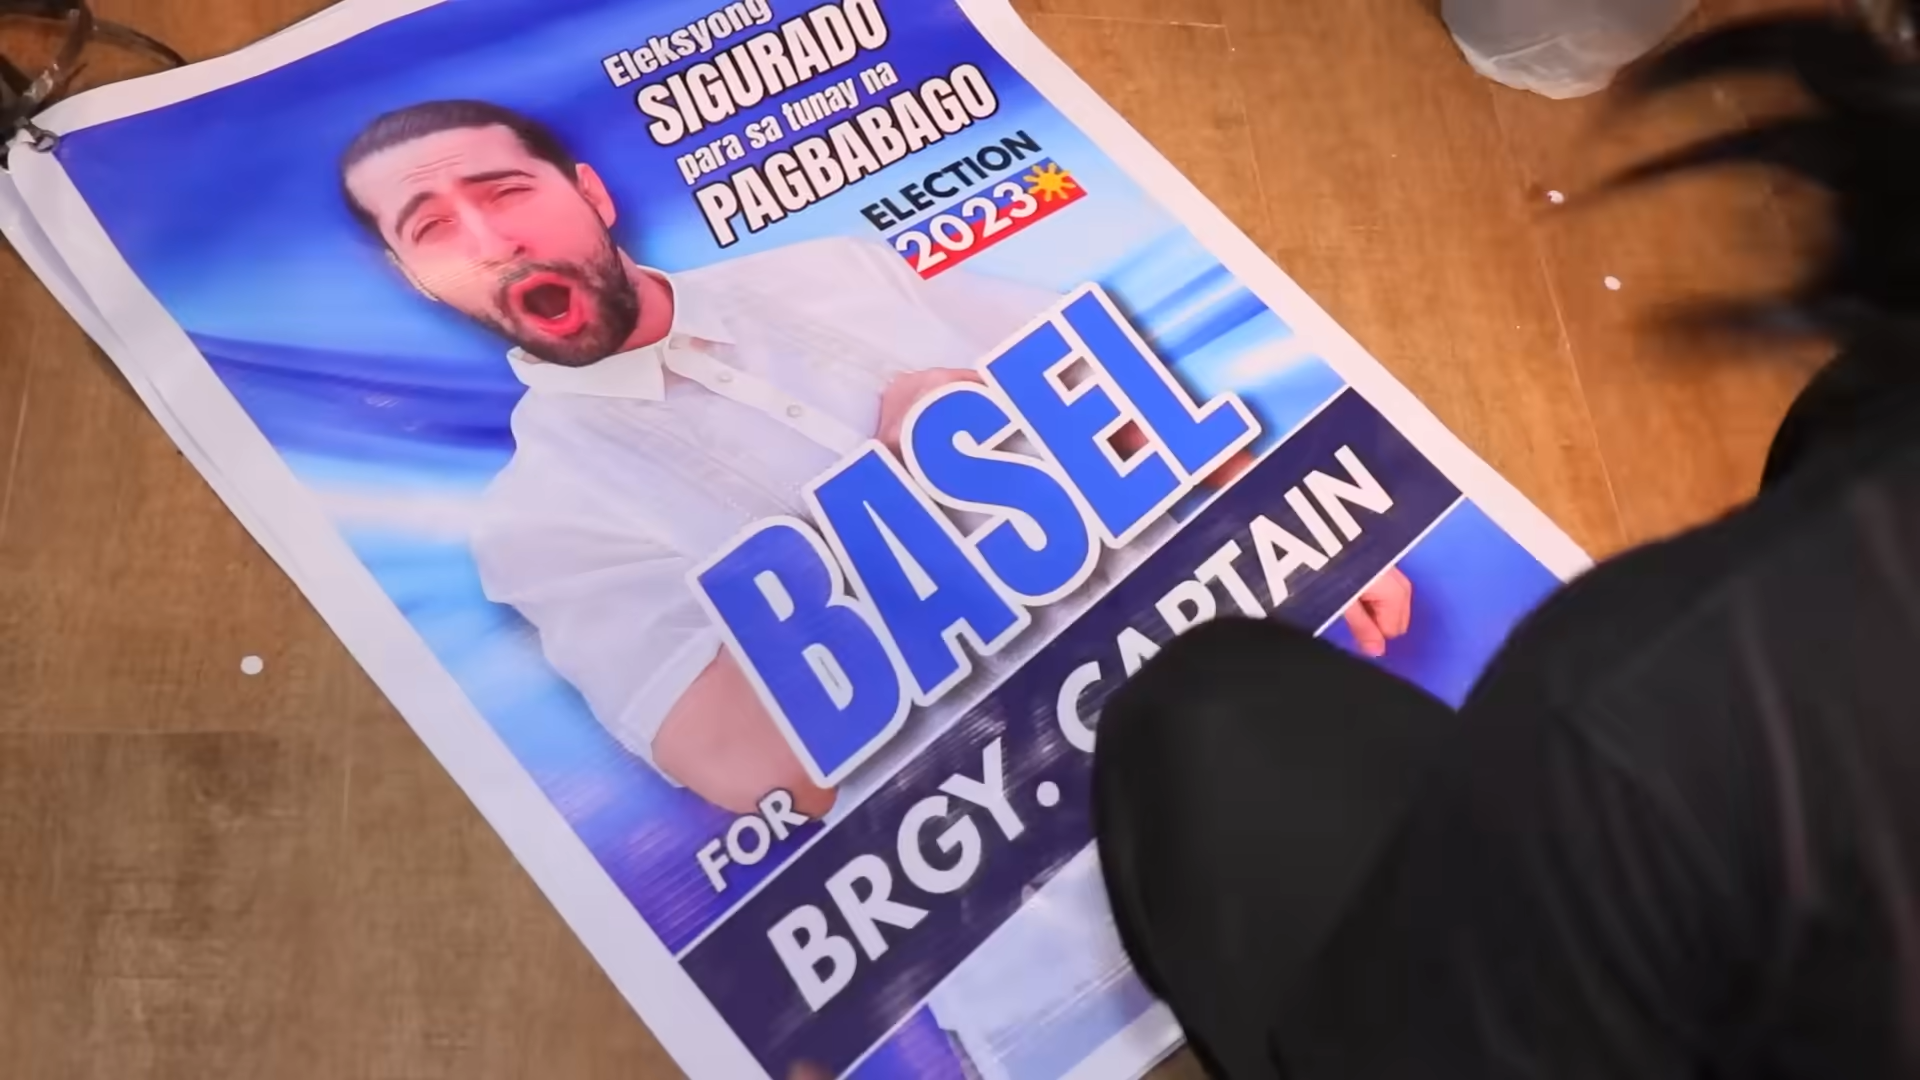 Eleksyong
SIGURADO
para sa tunay na
PAGBABAGO
ELECTION
2023
BASEL
FOR
BRGY. CAPTAIN